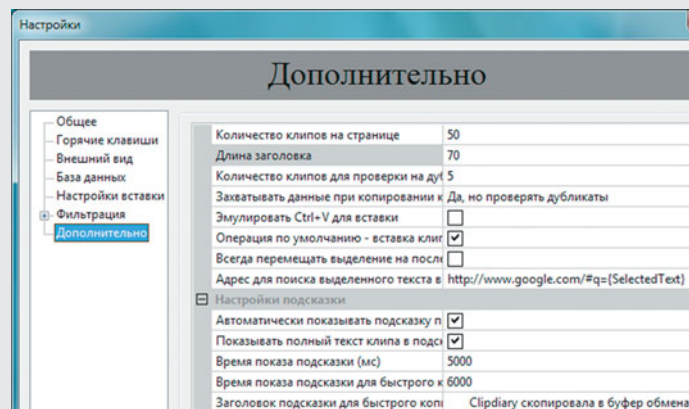 Настройки
Дополнительно
Общее
Горячие клавиши
Внешний вид
База данных
Настройки вставки
Фильтрация
Дополнительно
Количество клипов на странице 50
Длина заголовка 70
Количество клипов для проверки на ду 5
Захватывать данные при копировании к Да, но проверять дубликаты
Эмулировать Ctrl+V для вставки
Операция по умолчанию - вставка клип
Всегда перемещать выделение на после
Адрес для поиска выделенного текста в http://www.google.com/#q={SelectedText}
Настройки подсказки
Автоматически показывать подсказку п
Показывать полный текст клипа в подск
Время показа подсказки (мс) 5000
Время показа подсказки для быстрого к 6000
Заголовок подсказки для быстрого копи Clipdiary скопировала в буфер обмена